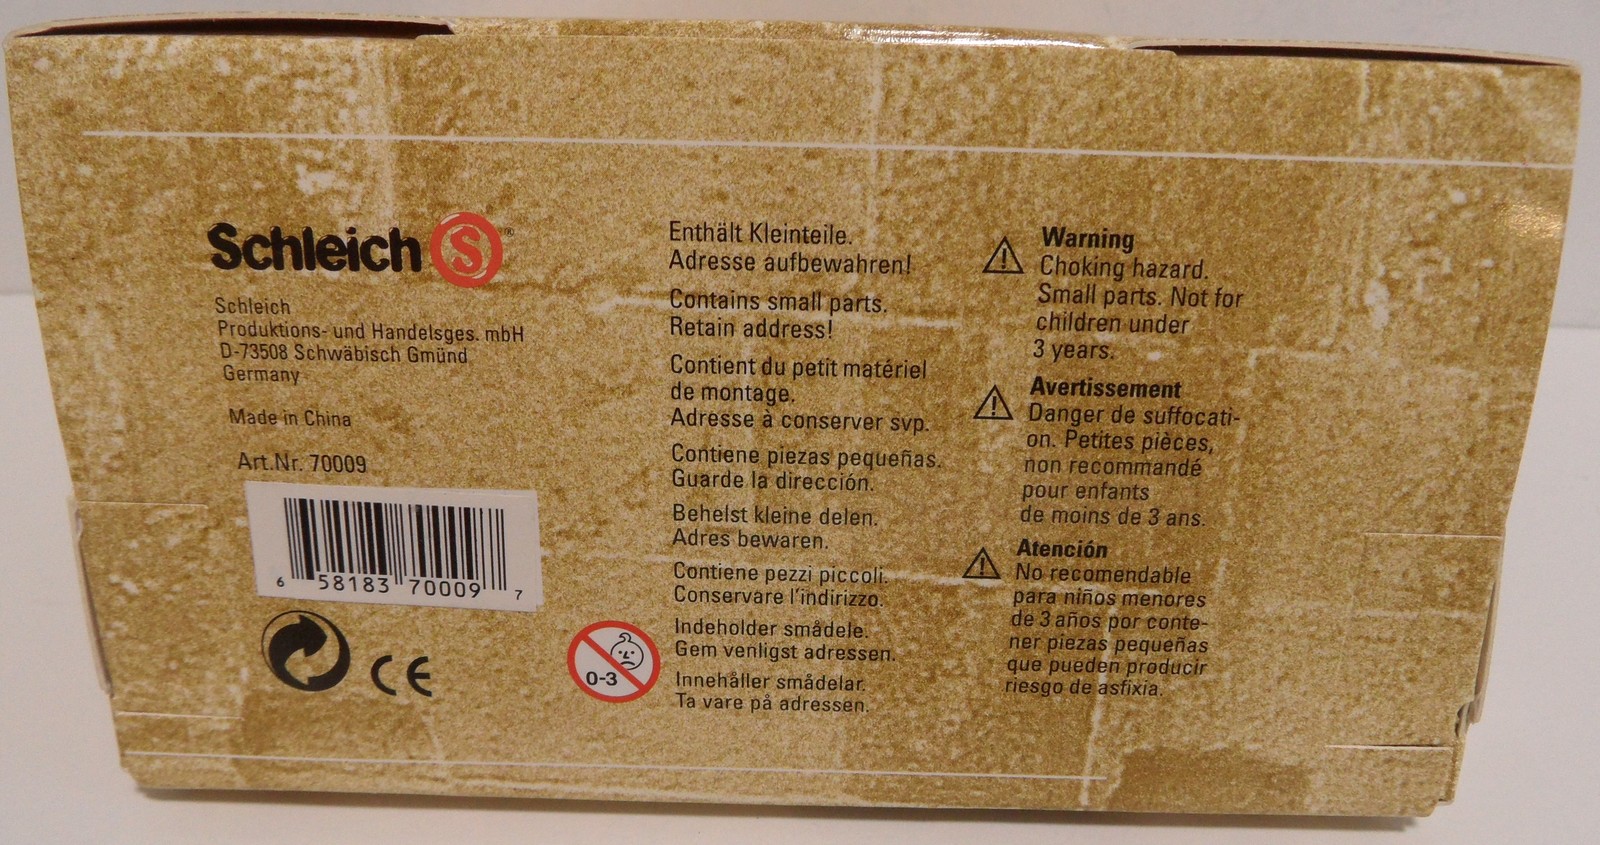 Schleich S
Schleich
Produktions- und Handelsges. mbH
D-73508 Schwäbisch Gmünd
Germany
Made in China
Art.Nr. 70009
6 58183 70009 7
CE
0-3
Enthält Kleinteile.
Adresse aufbewahren!
Contains small parts.
Retain address!
Contient du petit matériel
de montage.
Adresse à conserver svp.
Contiene piezas pequeñas.
Guarde la dirección.
Behelst kleine delen.
Adres bewaren.
Contiene pezzi piccoli.
Conservare l'indirizzo.
Indeholder smådele.
Gem venligst adressen.
Innehåller smådelar.
Ta vare på adressen.
Warning
Choking hazard.
Small parts. Not for
children under
3 years.
Avertissement
Danger de suffocati-
on. Petites pièces,
non recommandé
pour enfants
de moins de 3 ans.
Atención
No recomendable
para niños menores
de 3 años por conte-
ner piezas pequeñas
que pueden producir
riesgo de asfixia.